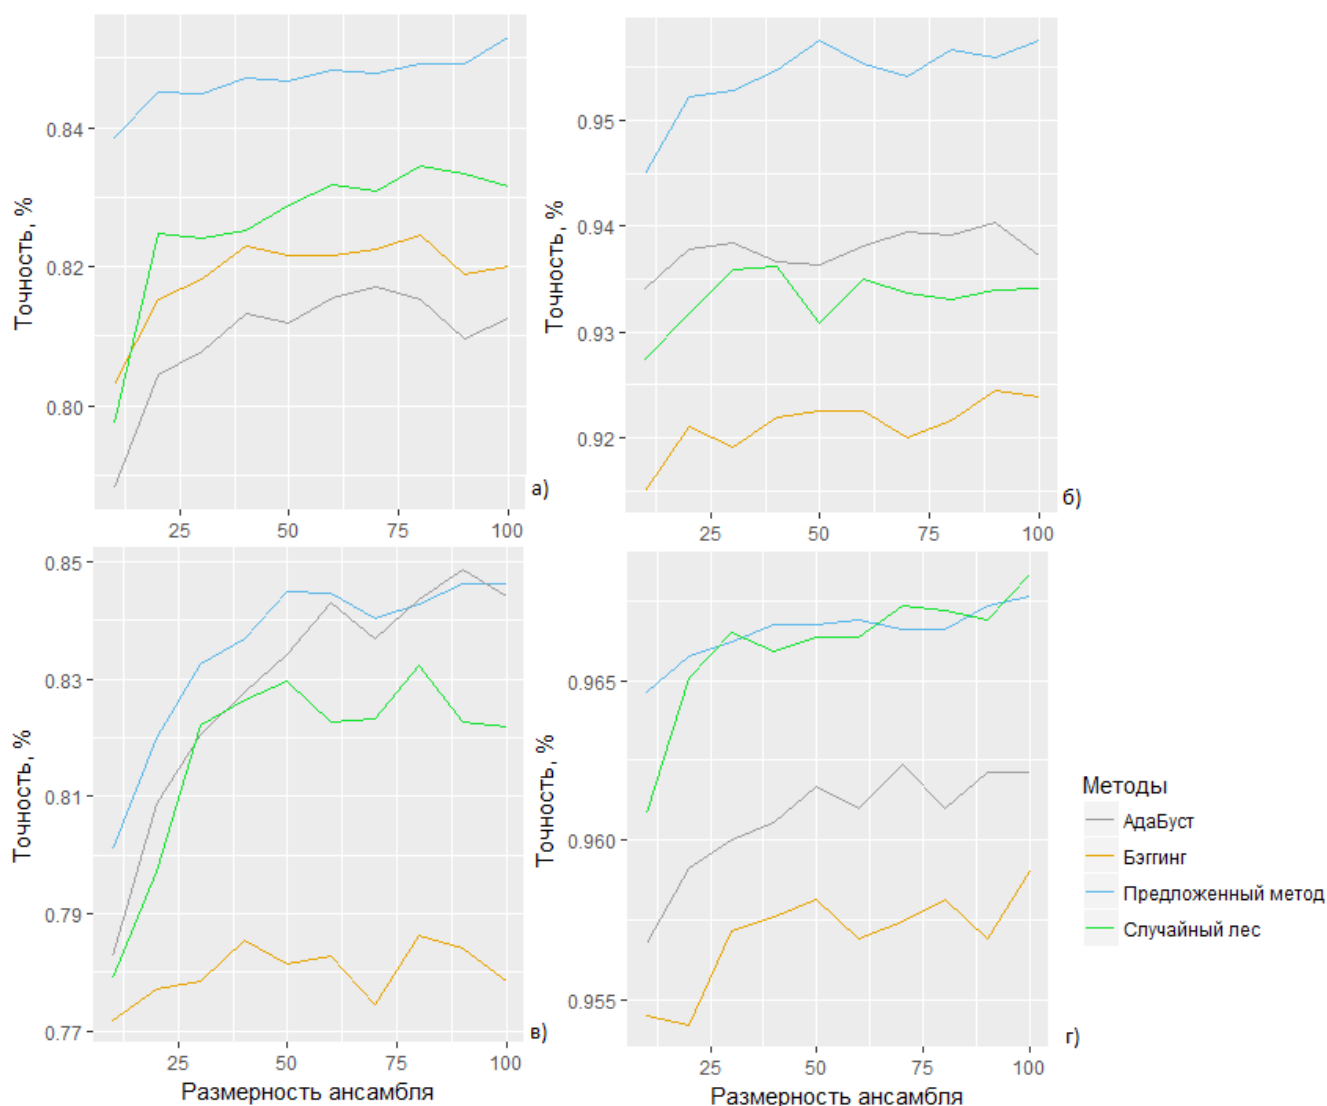 Точность, %
0.84
0.82
0.80
25
50
75
100
а)
Точность, %
0.95
0.94
0.93
0.92
25
50
75
100
б)
Точность, %
0.85
0.83
0.81
0.79
0.77
25
50
75
100
Размерность ансамбля
в)
Точность, %
0.965
0.960
0.955
25
50
75
100
Размерность ансамбля
г)
Методы
АдаБуст
Бэггинг
Предложенный метод
Случайный лес